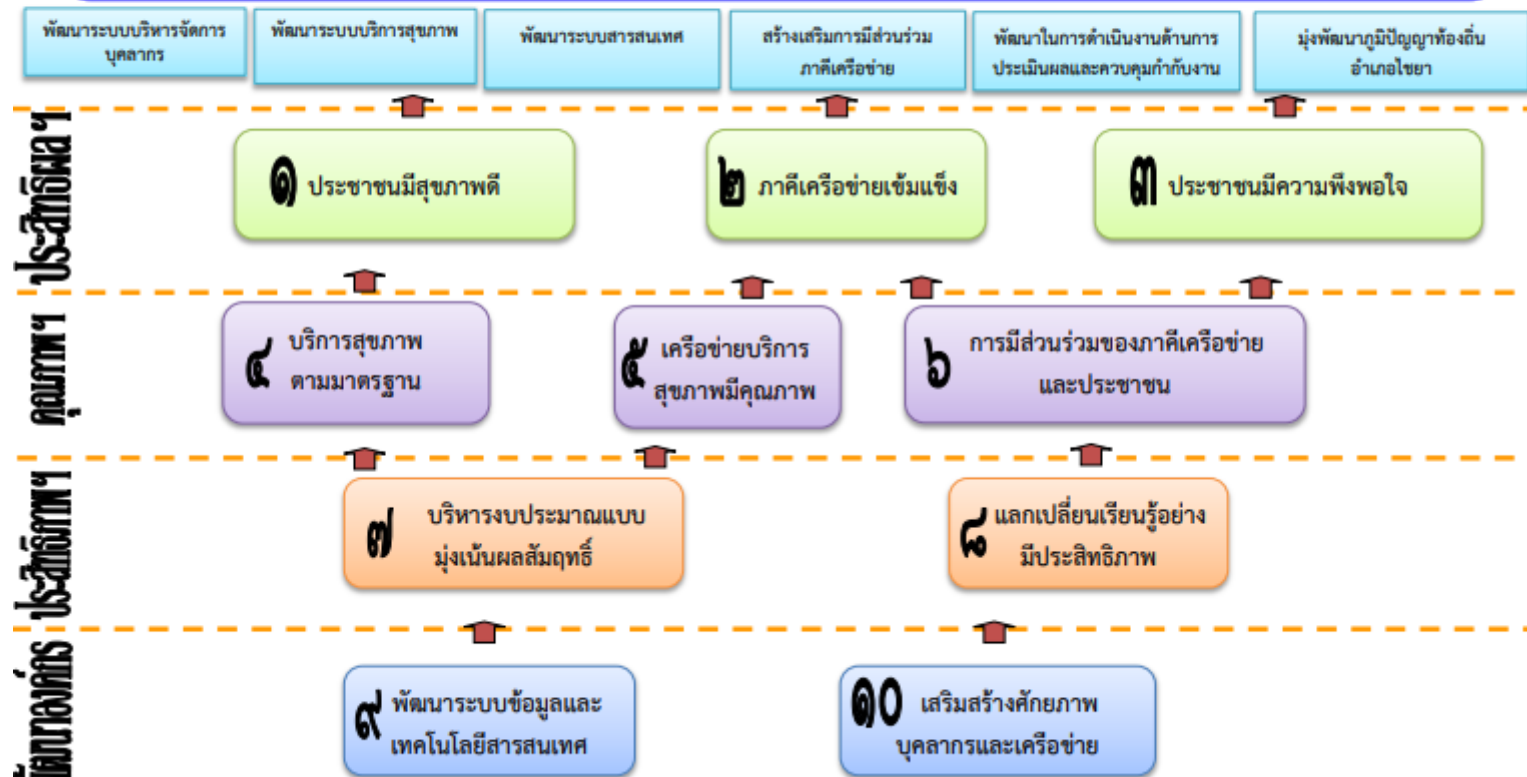 พัฒนาระบบบริหารจัดการ
บุคลากร
พัฒนาระบบบริการสุขภาพ
พัฒนาระบบสารสนเทศ
สร้างเสริมการมีส่วนร่วม
ภาคีเครือข่าย
พัฒนาในการดำเนินงานด้านการ
ประเมินผลและควบคุมกำกับงาน
มุ่งพัฒนาภูมิปัญญาท้องถิ่น
อำเภอไชยา
ประสิทธิผลฯ
๑ ประชาชนมีสุขภาพดี
๒ ภาคีเครือข่ายเข้มแข็ง
๓ ประชาชนมีความพึงพอใจ
คุณภาพฯ
๔ บริการสุขภาพ
ตามมาตรฐาน
๕ เครือข่ายบริการ
สุขภาพมีคุณภาพ
๖ การมีส่วนร่วมของภาคีเครือข่าย
และประชาชน
ประสิทธิภาพฯ
๗ บริหารงบประมาณแบบ
มุ่งเน้นผลสัมฤทธิ์
๘ แลกเปลี่ยนเรียนรู้อย่าง
มีประสิทธิภาพ
พัฒนาองค์กร
๙ พัฒนาระบบข้อมูลและ
เทคโนโลยีสารสนเทศ
๑๐ เสริมสร้างศักยภาพ
บุคลากรและเครือข่าย